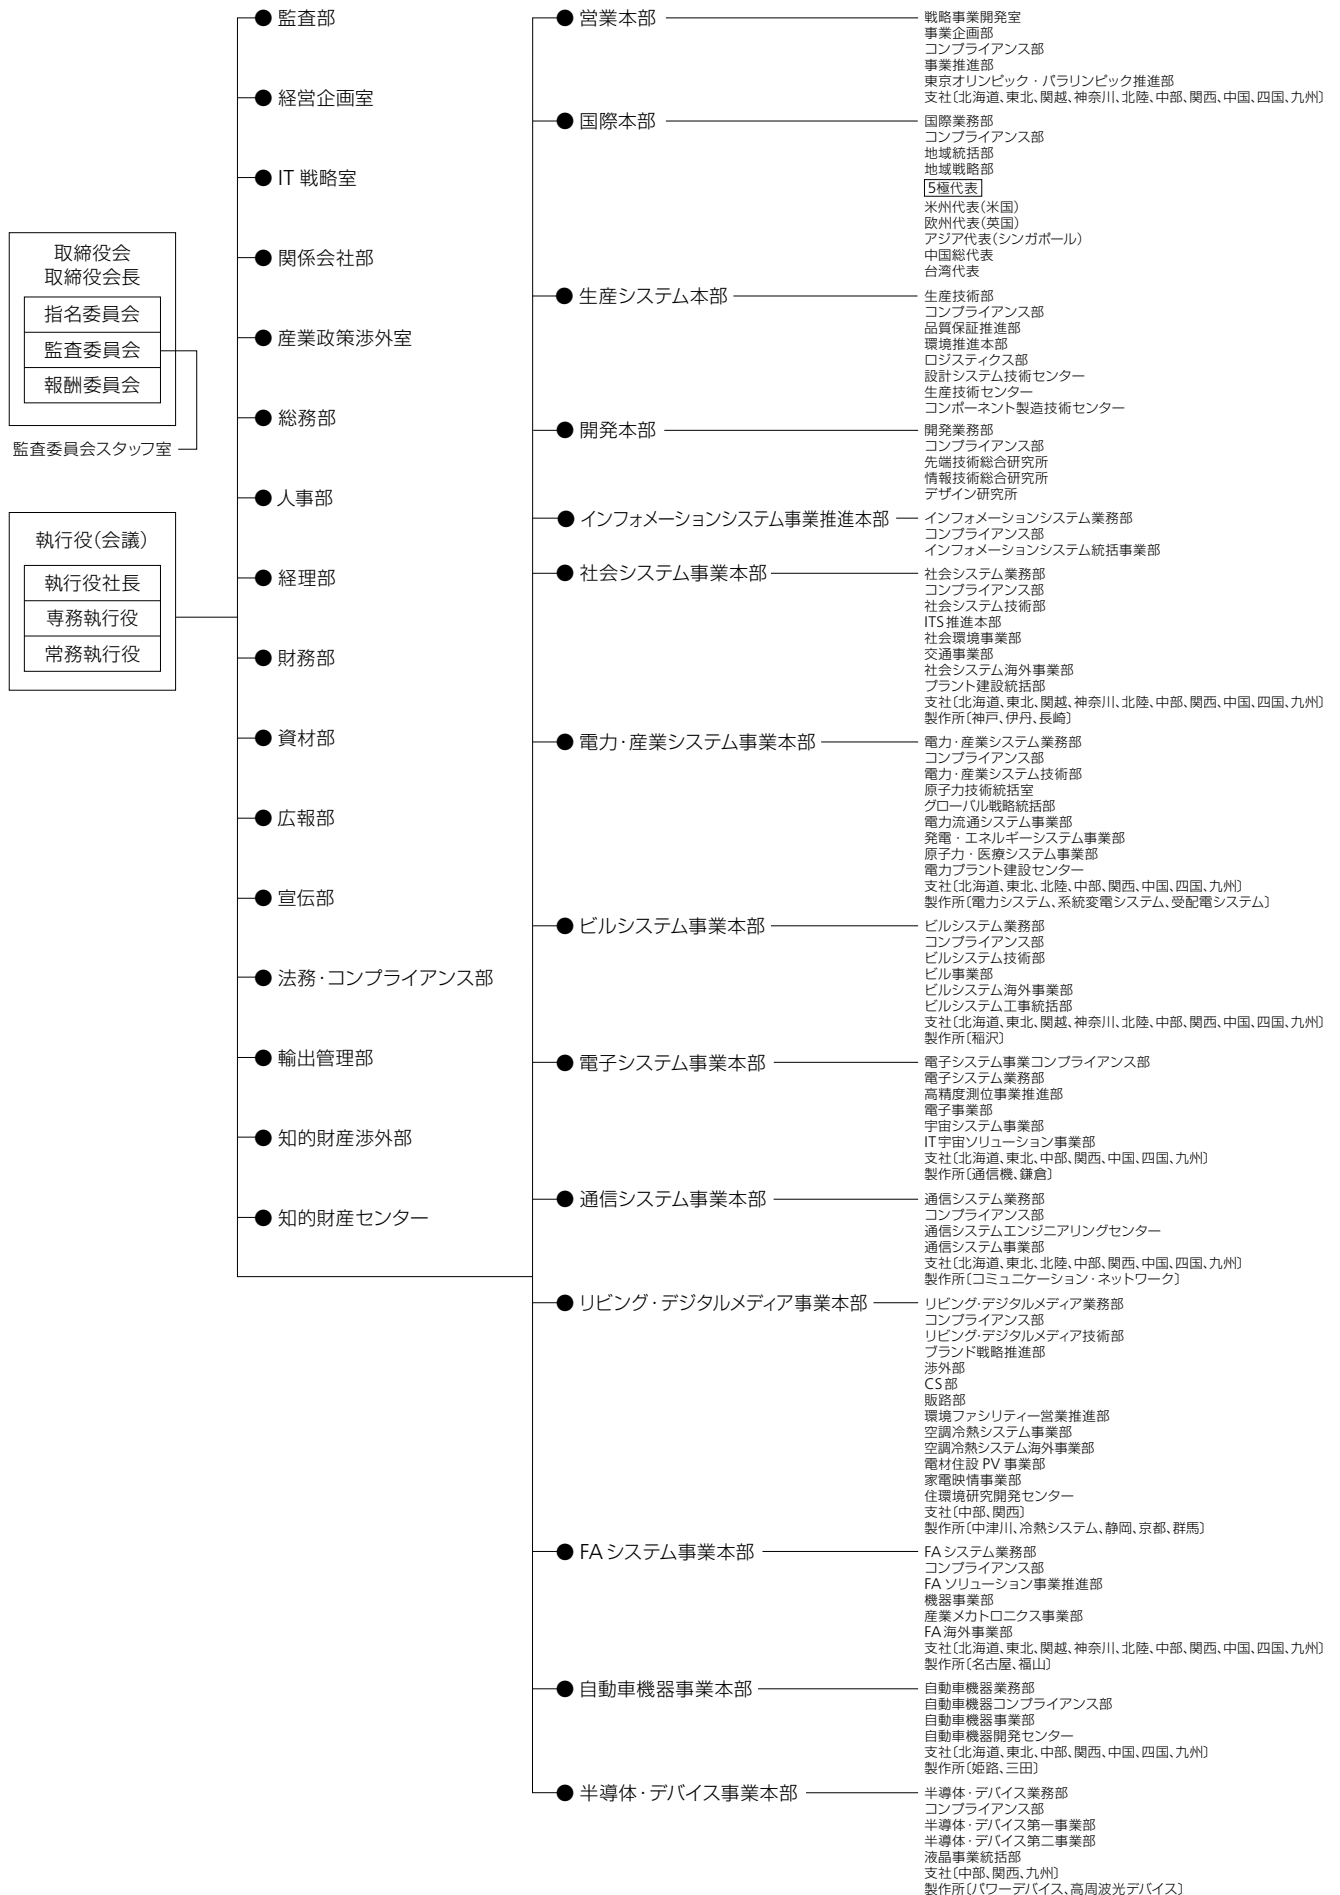 取締役会
取締役会長
指名委員会
監査委員会
報酬委員会
監査委員会スタッフ室
執行役(会議)
執行役社長
専務執行役
常務執行役
監査部
経営企画室
IT 戦略室
関係会社部
産業政策渉外室
総務部
人事部
経理部
財務部
資材部
広報部
宣伝部
法務・コンプライアンス部
輸出管理部
知的財産渉外部
知的財産センター
営業本部
戦略事業開発室
事業企画部
コンプライアンス部
事業推進部
東京オリンピック・パラリンピック推進部
支社〔北海道、東北、関越、神奈川、北陸、中部、関西、中国、四国、九州〕
国際本部
国際業務部
コンプライアンス部
地域統括部
地域戦略部
5極代表
米州代表(米国)
欧州代表(英国)
アジア代表(シンガポール)
中国総代表
台湾代表
生産システム本部
生産技術部
コンプライアンス部
品質保証推進部
環境推進本部
ロジスティクス部
設計システム技術センター
生産技術センター
コンポーネント製造技術センター
開発本部
開発業務部
コンプライアンス部
先端技術総合研究所
情報技術総合研究所
デザイン研究所
インフォメーションシステム事業推進本部
インフォメーションシステム業務部
コンプライアンス部
インフォメーションシステム統括事業部
社会システム事業本部
社会システム業務部
コンプライアンス部
社会システム技術部
ITS推進本部
社会環境事業部
交通事業部
社会システム海外事業部
プラント建設統括部
支社〔北海道、東北、関越、神奈川、北陸、中部、関西、中国、四国、九州〕
製作所〔神戸、伊丹、長崎〕
電力・産業システム事業本部
電力・産業システム業務部
コンプライアンス部
電力・産業システム技術部
原子力技術統括室
グローバル戦略統括部
電力流通システム事業部
発電・エネルギーシステム事業部
原子力・医療システム事業部
電力プラント建設センター
支社〔北海道、東北、北陸、中部、関西、中国、四国、九州〕
製作所〔電力システム、系統変電システム、受配電システム〕
ビルシステム事業本部
ビルシステム業務部
コンプライアンス部
ビルシステム技術部
ビル事業部
ビルシステム海外事業部
ビルシステム工事統括部
支社〔北海道、東北、関越、神奈川、北陸、中部、関西、中国、四国、九州〕
製作所〔稲沢〕
電子システム事業本部
電子システム事業コンプライアンス部
電子システム業務部
高精度測位事業推進部
電子事業部
宇宙システム事業部
IT宇宙ソリューション事業部
支社〔北海道、東北、中部、関西、中国、四国、九州〕
製作所〔通信機、鎌倉〕
通信システム事業本部
通信システム業務部
コンプライアンス部
通信システムエンジニアリングセンター
通信システム事業部
支社〔北海道、東北、北陸、中部、関西、中国、四国、九州〕
製作所〔コミュニケーション・ネットワーク〕
リビング・デジタルメディア事業本部
リビング・デジタルメディア業務部
コンプライアンス部
リビング・デジタルメディア技術部
ブランド戦略推進部
渉外部
CS部
販路部
環境ファシリティー営業推進部
空調冷熱システム事業部
空調冷熱システム海外事業部
電材住設 PV 事業部
家電映情事業部
住環境研究開発センター
支社〔中部、関西〕
製作所〔中津川、冷熱システム、静岡、京都、群馬〕
FA システム事業本部
FA システム業務部
コンプライアンス部
FA ソリューション事業推進部
機器事業部
産業メカトロニクス事業部
FA海外事業部
支社〔北海道、東北、関越、神奈川、北陸、中部、関西、中国、四国、九州〕
製作所〔名古屋、福山〕
自動車機器事業本部
自動車機器業務部
自動車機器コンプライアンス部
自動車機器事業部
自動車機器開発センター
支社〔北海道、東北、中部、関西、中国、四国、九州〕
製作所〔姫路、三田〕
半導体・デバイス事業本部
半導体・デバイス業務部
コンプライアンス部
半導体・デバイス第一事業部
半導体・デバイス第二事業部
液晶事業統括部
支社〔中部、関西、九州〕
製作所〔パワーデバイス、高周波光デバイス〕